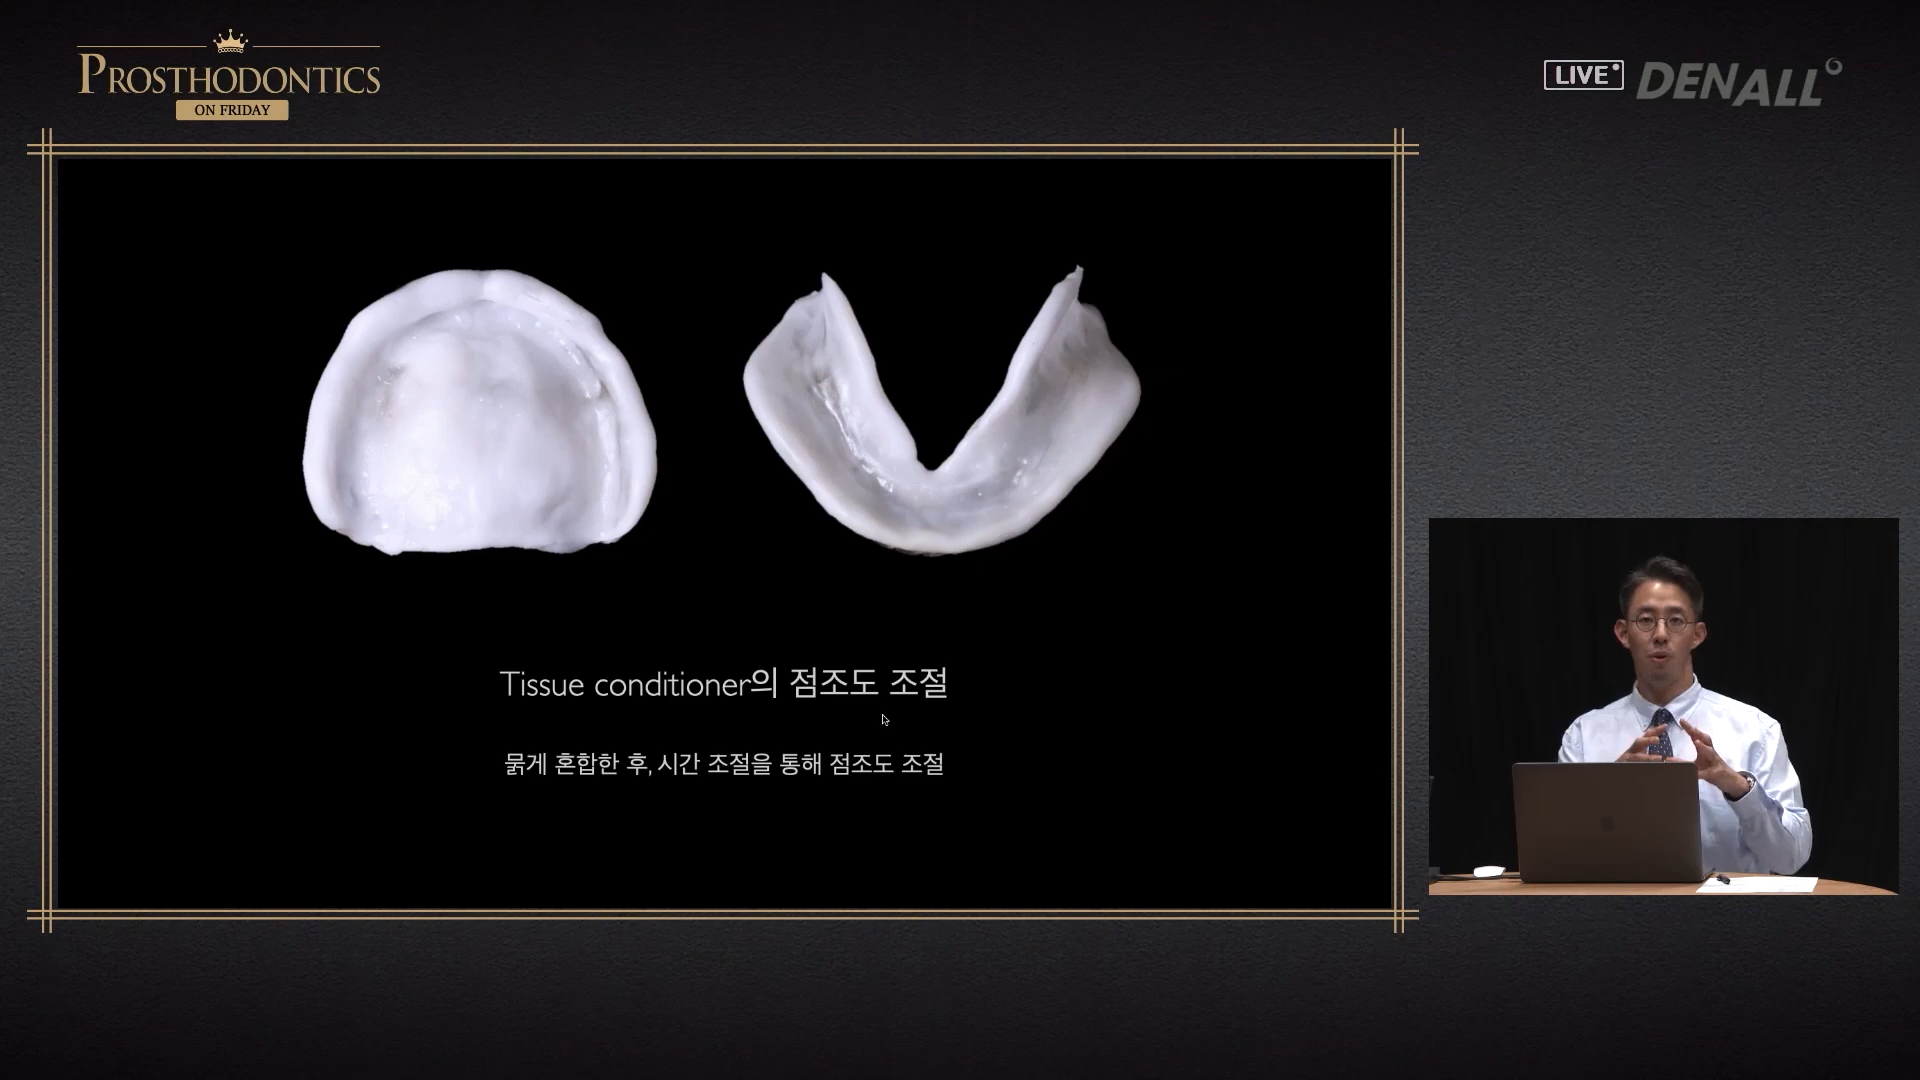 PROSTHODONTICS
ON FRIDAY
LIVE
DENALL
Tissue conditioner의 점조도 조절
묽게 혼합한 후, 시간 조절을 통해 점조도 조절